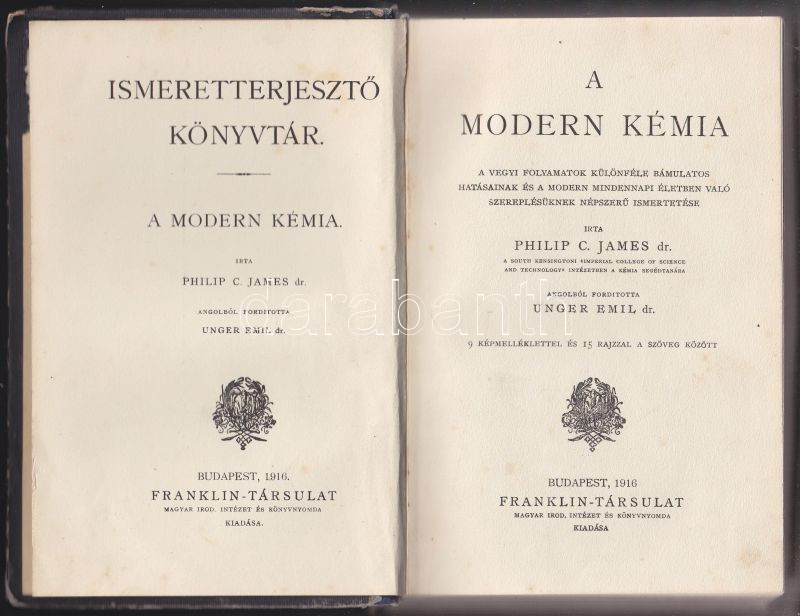 ISMERETTERJESZTŐ
KÖNYVTÁR.
A MODERN KÉMIA.
IRTA
PHILIP C. JAMES dr.
ANGOLBÓL FORDITOTTA
UNGER EMIL dr.
BUDAPEST, 1916.
FRANKLIN-TÁRSULAT
MAGYAR IROD. INTÉZET ÉS KÖNYVNYOMDA
KIADÁSA.
A
MODERN KÉMIA
A VEGYI FOLYAMATOK KÜLÖNFÉLE BÁMULATOS
HATÁSAINAK ÉS A MODERN MINDENNAPI ÉLETBEN VALÓ
SZEREPLÉSÜKNEK NÉPSZERŰ ISMERTETÉSE
IRTA
PHILIP C. JAMES dr.
A SOUTH KENSINGTONI «IMPERIAL COLLEGE OF SCIENCE
AND TECHNOLOGY» INTÉZETBEN A KÉMIA SEGÉDTANÁRA
ANGOLBÓL FORDITOTTA
UNGER EMIL dr.
9 KÉPMELLÉKLETTEL ÉS 15 RAJZZAL A SZÖVEG KÖZÖTT
BUDAPEST, 1916
FRANKLIN-TÁRSULAT
MAGYAR IROD. INTÉZET ÉS KÖNYVNYOMDA
KIADÁSA
darabanth